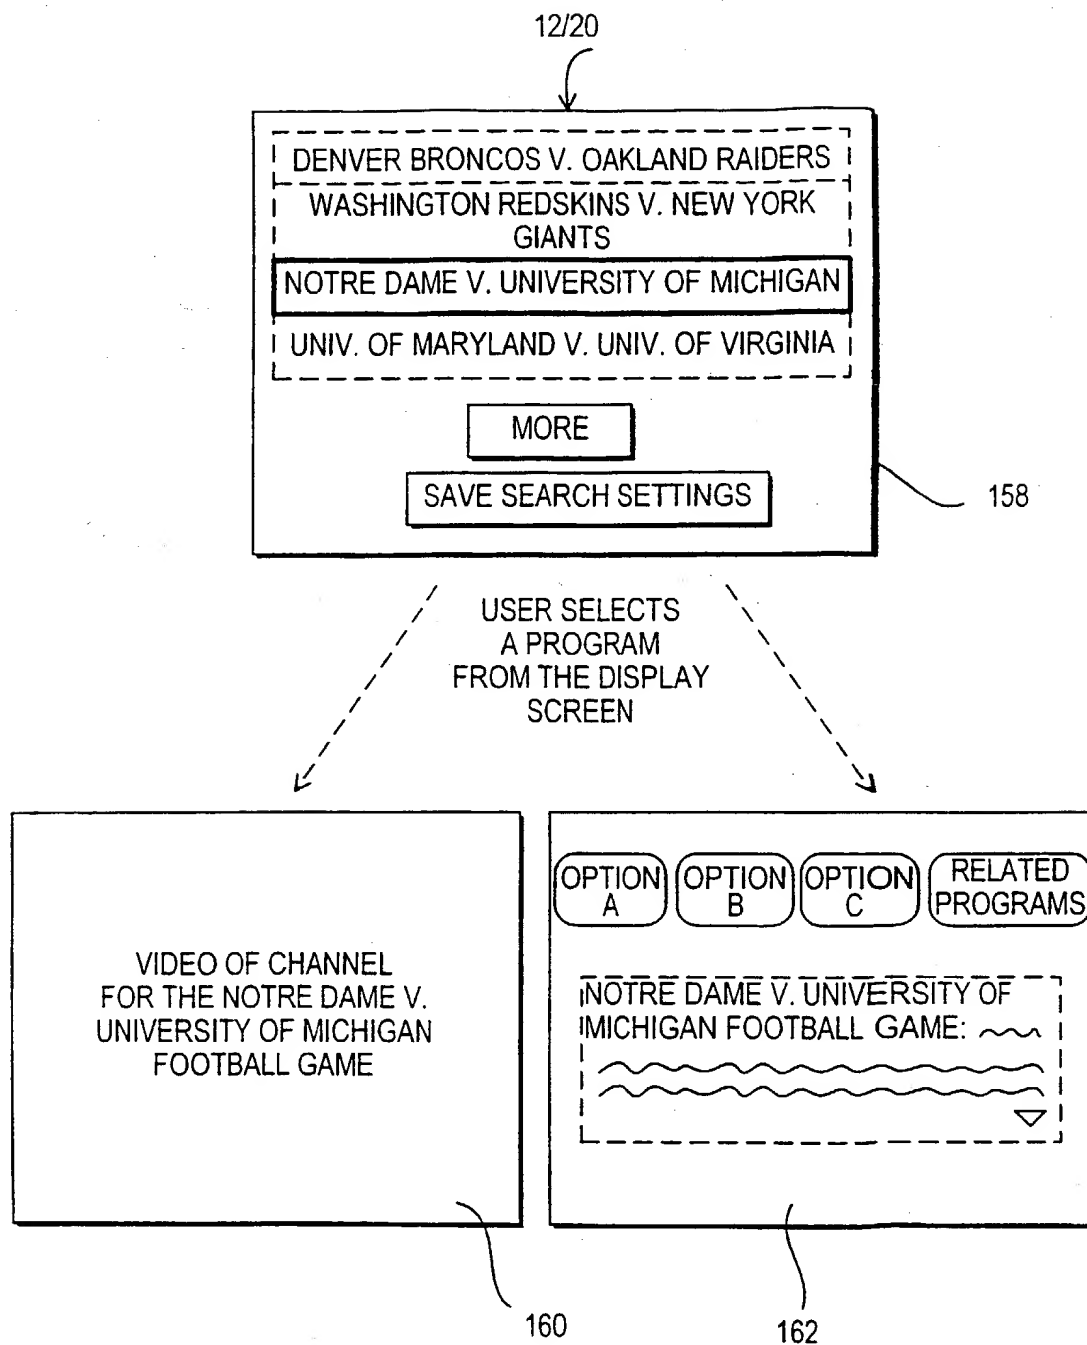 12/20
DENVER BRONCOS V. OAKLAND RAIDERS
WASHINGTON REDSKINS V. NEW YORK
GIANTS
NOTRE DAME V. UNIVERSITY OF MICHIGAN
UNIV. OF MARYLAND V. UNIV. OF VIRGINIA
MORE
SAVE SEARCH SETTINGS
158
USER SELECTS
A PROGRAM
FROM THE DISPLAY
SCREEN
VIDEO OF CHANNEL
FOR THE NOTRE DAME V.
UNIVERSITY OF MICHIGAN
FOOTBALL GAME
160
OPTION
A
OPTION
B
OPTION
C
RELATED
PROGRAMS
NOTRE DAME V. UNIVERSITY OF
MICHIGAN FOOTBALL GAME:
162